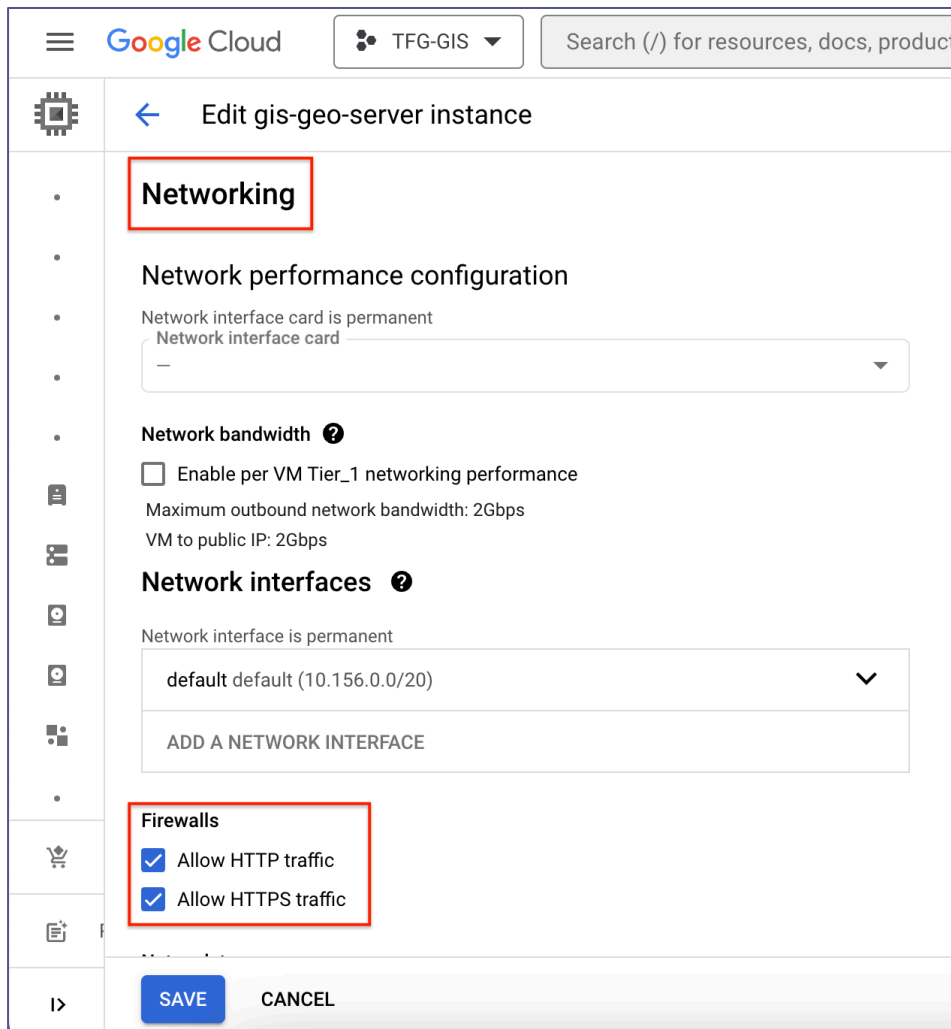 Google Cloud
TFG-GIS
Search (/) for resources, docs, product
Edit gis-geo-server instance
Networking
Network performance configuration
Network interface card is permanent
Network interface card
—
Network bandwidth ?
Enable per VM Tier_1 networking performance
Maximum outbound network bandwidth: 2Gbps
VM to public IP: 2Gbps
Network interfaces ?
Network interface is permanent
default default (10.156.0.0/20)
ADD A NETWORK INTERFACE
Firewalls
Allow HTTP traffic
Allow HTTPS traffic
SAVE CANCEL